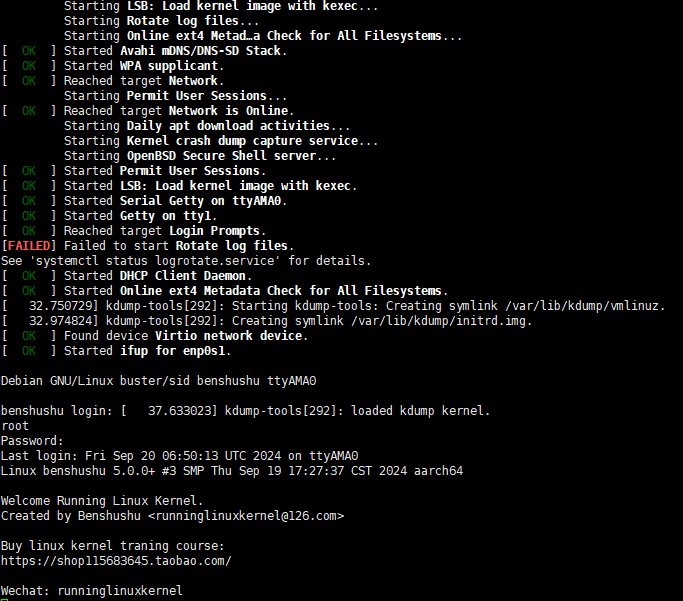 Starting LSB: Load kernel image with kexec...
Starting Rotate log files...
Starting Online ext4 Metad…a Check for All Filesystems...
[  OK  ] Started Avahi mDNS/DNS-SD Stack.
[  OK  ] Started WPA supplicant.
[  OK  ] Reached target Network.
Starting Permit User Sessions...
[  OK  ] Reached target Network is Online.
Starting Daily apt download activities...
Starting Kernel crash dump capture service...
Starting OpenBSD Secure Shell server...
[  OK  ] Started Permit User Sessions.
[  OK  ] Started LSB: Load kernel image with kexec.
[  OK  ] Started Serial Getty on ttyAMA0.
[  OK  ] Started Getty on tty1.
[  OK  ] Reached target Login Prompts.
[FAILED] Failed to start Rotate log files.
See 'systemctl status logrotate.service' for details.
[  OK  ] Started DHCP Client Daemon.
[  OK  ] Started Online ext4 Metadata Check for All Filesystems.
[   32.750729] kdump-tools[292]: Starting kdump-tools: Creating symlink /var/lib/kdump/vmlinuz.
[   32.974824] kdump-tools[292]: Creating symlink /var/lib/kdump/initrd.img.
[  OK  ] Found device Virtio network device.
[  OK  ] Started ifup for enp0s1.
Debian GNU/Linux buster/sid benshushu ttyAMA0
benshushu login: [   37.633023] kdump-tools[292]: loaded kdump kernel.
root
Password:
Last login: Fri Sep 20 06:50:13 UTC 2024 on ttyAMA0
Linux benshushu 5.0.0+ #3 SMP Thu Sep 19 17:27:37 CST 2024 aarch64
Welcome Running Linux Kernel.
Created by Benshushu <runninglinuxkernel@126.com>
Buy linux kernel traning course:
https://shop115683645.taobao.com/
Wechat: runninglinuxkernel